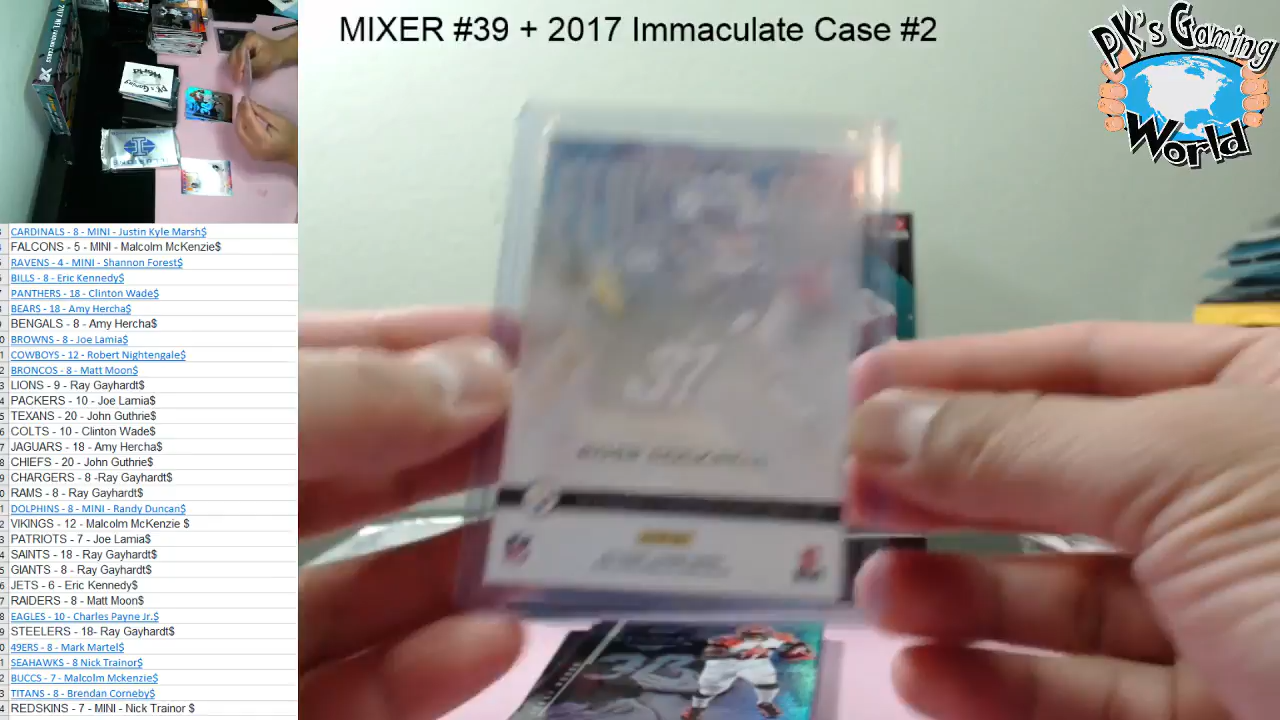 MIXER #39 + 2017 Immaculate Case #2
PK's Gaming
World
CARDINALS - 8 - MINI - Justin Kyle Marsh$
FALCONS - 5 - MINI - Malcolm McKenzie$
RAVENS - 4 - MINI - Shannon Forest$
BILLS - 8 - Eric Kennedy$
PANTHERS - 18 - Clinton Wade$
BEARS - 18 - Amy Hercha$
BENGALS - 8 - Amy Hercha$
BROWNS - 8 - Joe Lamia$
COWBOYS - 12 - Robert Nightengale$
BRONCOS - 8 - Matt Moon$
LIONS - 9 - Ray Gayhardt$
PACKERS - 10 - Joe Lamia$
TEXANS - 20 - John Guthrie$
COLTS - 10 - Clinton Wade$
JAGUARS - 18 - Amy Hercha$
CHIEFS - 20 - John Guthrie$
CHARGERS - 8 -Ray Gayhardt$
RAMS - 8 - Ray Gayhardt$
DOLPHINS - 8 - MINI - Randy Duncan$
VIKINGS - 12 - Malcolm McKenzie $
PATRIOTS - 7 - Joe Lamia$
SAINTS - 18 - Ray Gayhardt$
GIANTS - 8 - Ray Gayhardt$
JETS - 6 - Eric Kennedy$
RAIDERS - 8 - Matt Moon$
EAGLES - 10 - Charles Payne Jr.$
STEELERS - 18- Ray Gayhardt$
49ERS - 8 - Mark Martel$
SEAHAWKS - 8 Nick Trainor$
BUCCS - 7 - Malcolm Mckenzie$
TITANS - 8 - Brendan Corneby$
REDSKINS - 7 - MINI - Nick Trainor $
37